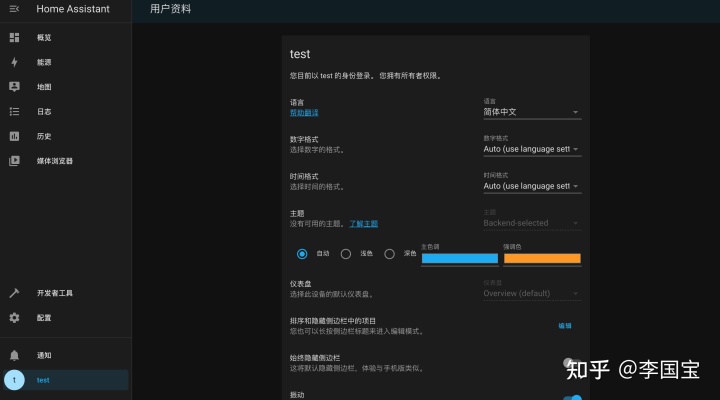 Home Assistant
用户资料
概览
能源
地图
日志
历史
媒体浏览器
开发者工具
配置
通知
t test
test
您目前以 test 的身份登录。 您拥有所有者权限。
语言
帮助翻译
语言
简体中文
数字格式
选择数字的格式。
数字格式
Auto (use language sett
时间格式
选择时间的格式。
时间格式
Auto (use language sett
主题
没有可用的主题。 了解主题
主题
Backend-selected
自动 浅色 深色
主色调
强调色
仪表盘
选择此设备的默认仪表盘。
仪表盘
Overview (default)
排序和隐藏侧边栏中的项目
您也可以长按侧边栏标题来进入编辑模式。
编辑
始终隐藏侧边栏
这将默认隐藏侧边栏，体验与手机版类似。
振动
知乎 @李国宝